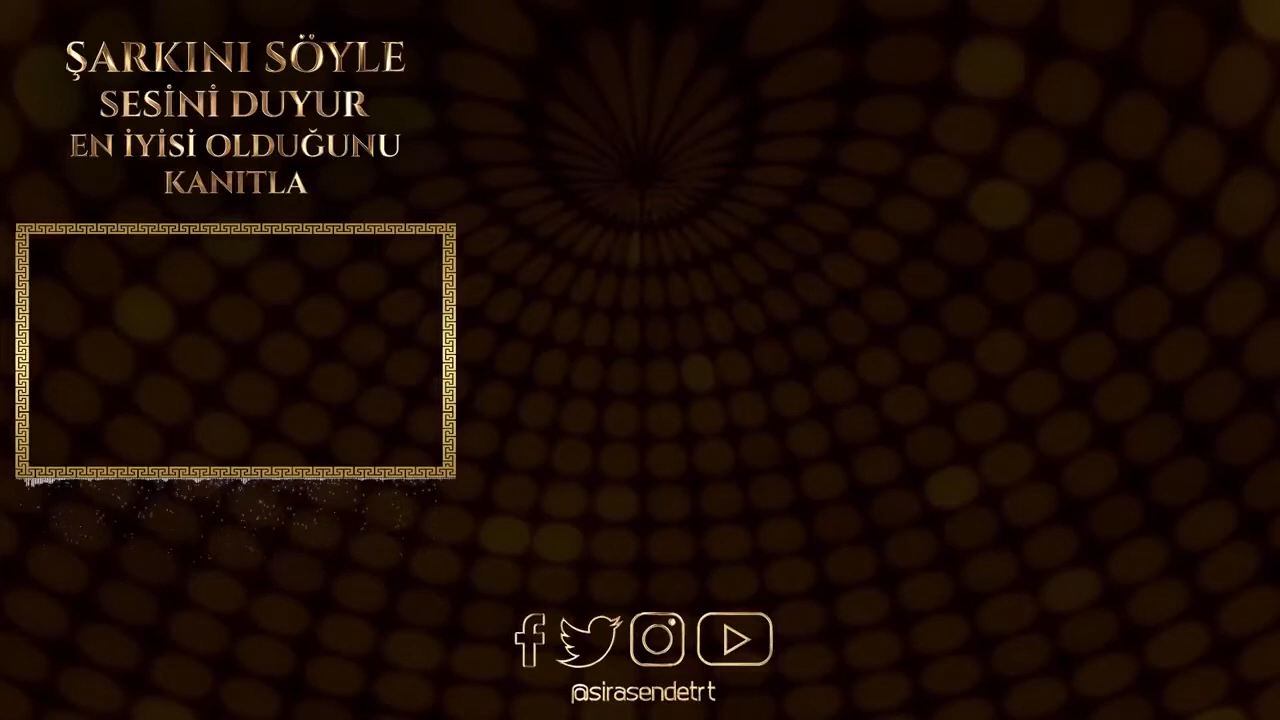 ŞARKINI SÖYLE
SESİNİ DUYUR
EN İYİSİ OLDUĞUNU
KANITLA
@sirasendetrt